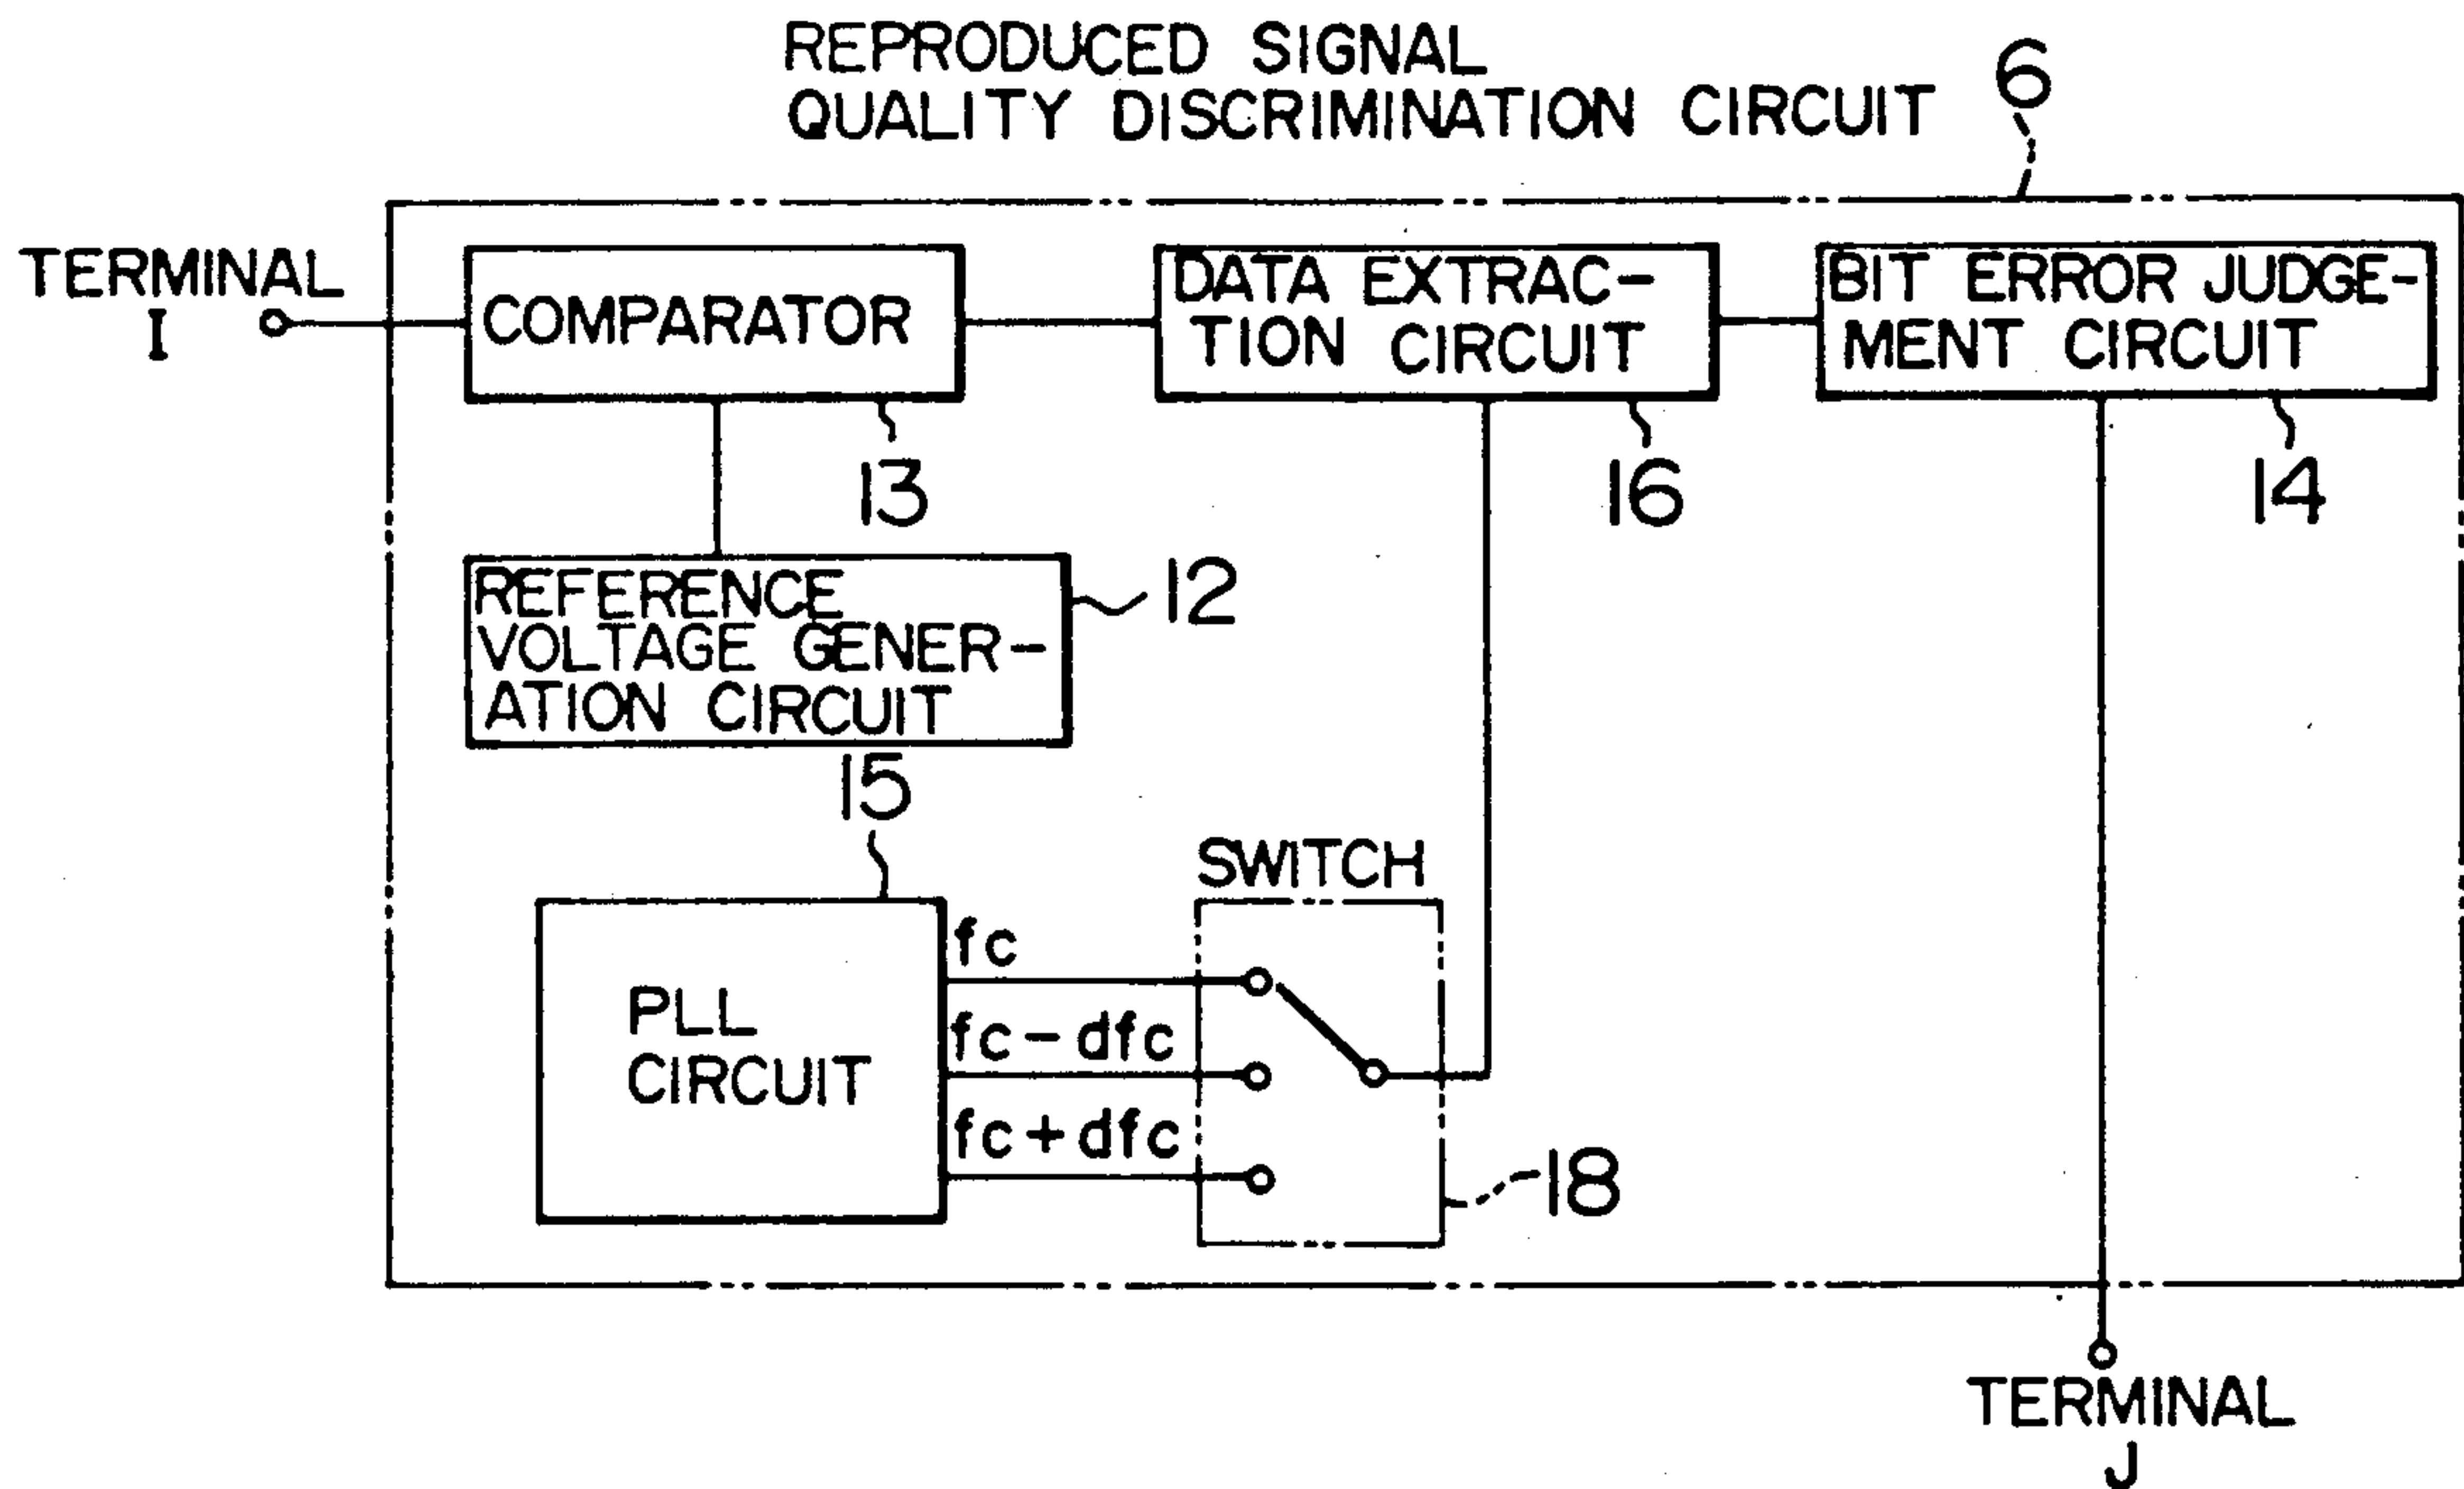 REPRODUCED SIGNAL
QUALITY DISCRIMINATION CIRCUIT
6
TERMINAL
I
COMPARATOR
DATA EXTRAC-
TION CIRCUIT
BIT ERROR JUDGE-
MENT CIRCUIT
13
16
14
REFERENCE
VOLTAGE GENER-
ATION CIRCUIT
12
15
SWITCH
PLL
CIRCUIT
fc
fc-dfc
fc+dfc
18
TERMINAL
J